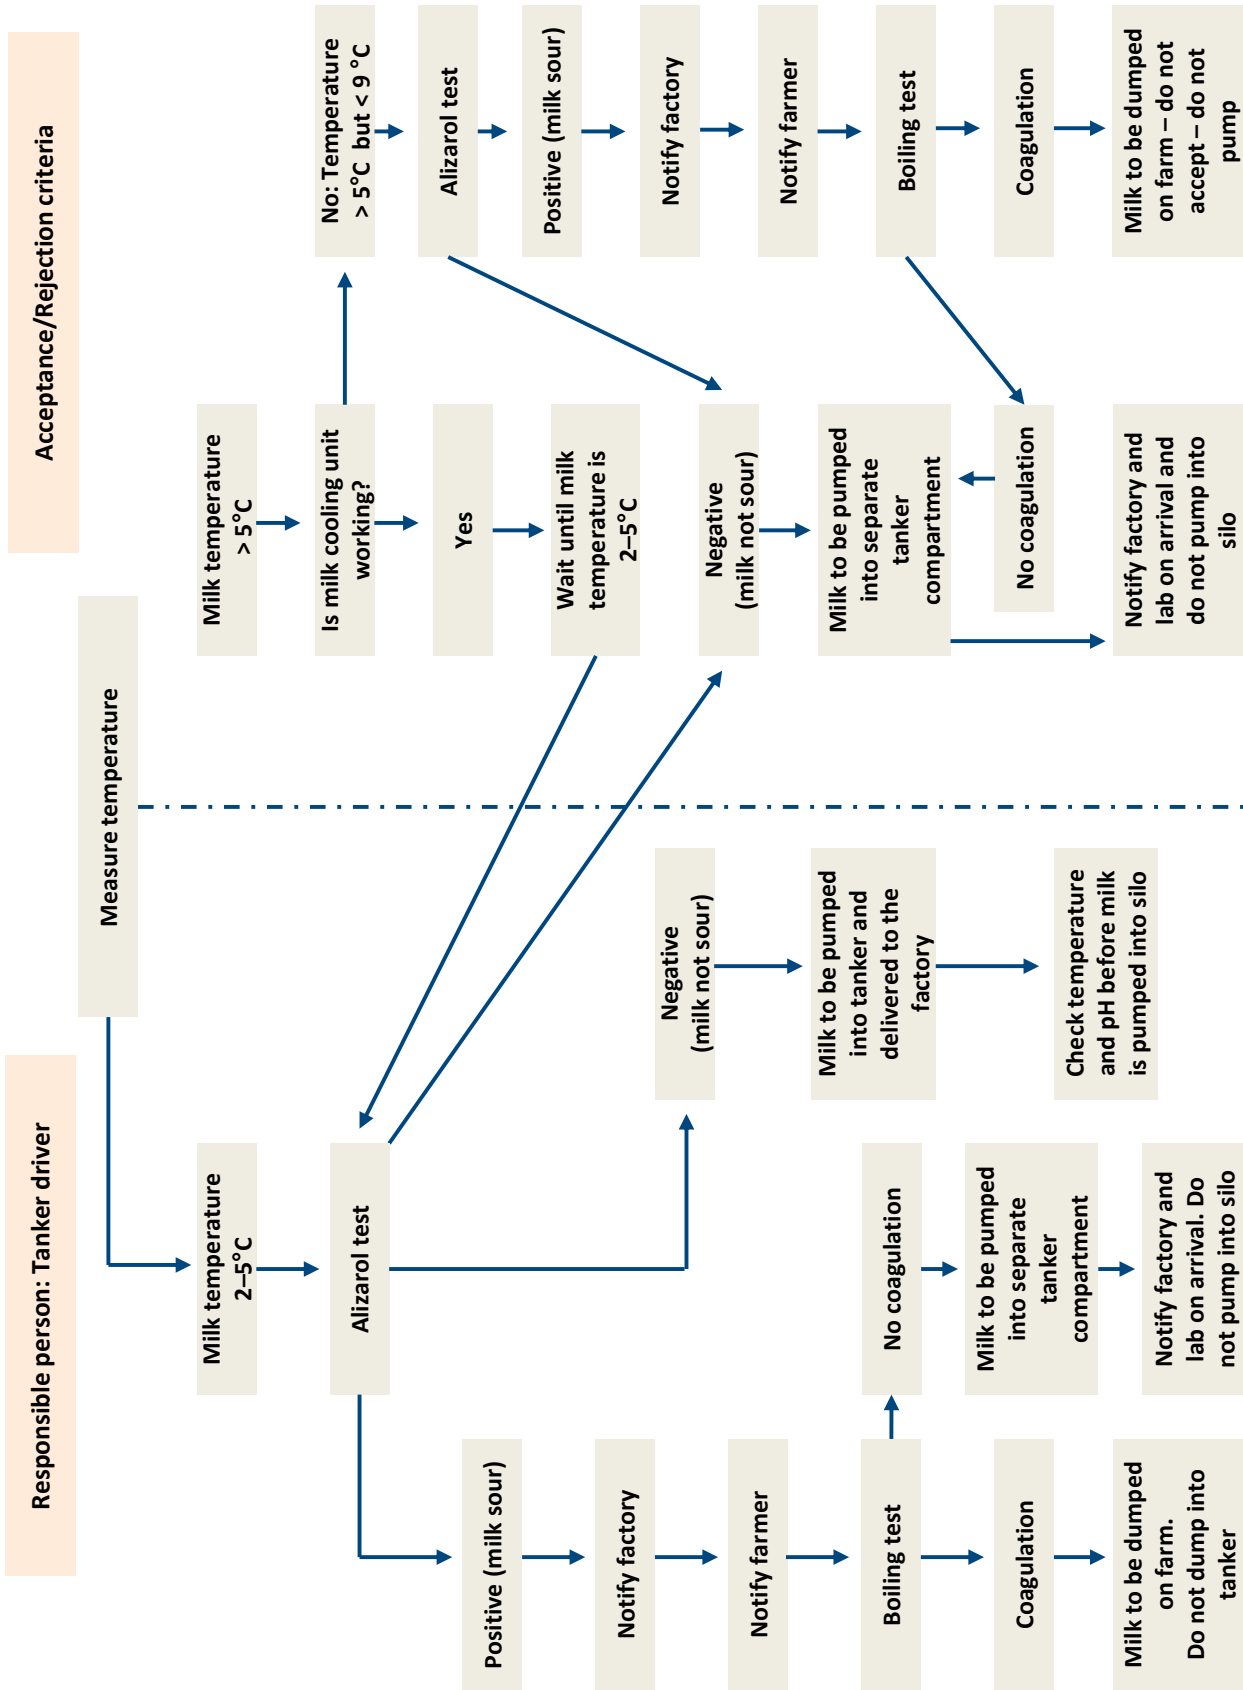 Responsible person: Tanker driver
Acceptance/Rejection criteria
Measure temperature
Milk temperature
2–5°C
Alizarol test
Positive (milk sour)
Notify factory
Notify farmer
Boiling test
Coagulation
Milk to be dumped
on farm.
Do not dump into
tanker
No coagulation
Milk to be pumped
into separate
tanker
compartment
Notify factory and
lab on arrival. Do
not pump into silo
Negative
(milk not sour)
Milk to be pumped
into tanker and
delivered to the
factory
Check temperature
and pH before milk
is pumped into silo
Milk temperature
> 5°C
Is milk cooling unit
working?
Yes
Wait until milk
temperature is
2–5°C
Negative
(milk not sour)
Milk to be pumped
into separate
tanker
compartment
No coagulation
Notify factory and
lab on arrival and
do not pump into
silo
No: Temperature
> 5°C but < 9 °C
Alizarol test
Positive (milk sour)
Notify factory
Notify farmer
Boiling test
Coagulation
Milk to be dumped
on farm – do not
accept – do not
pump